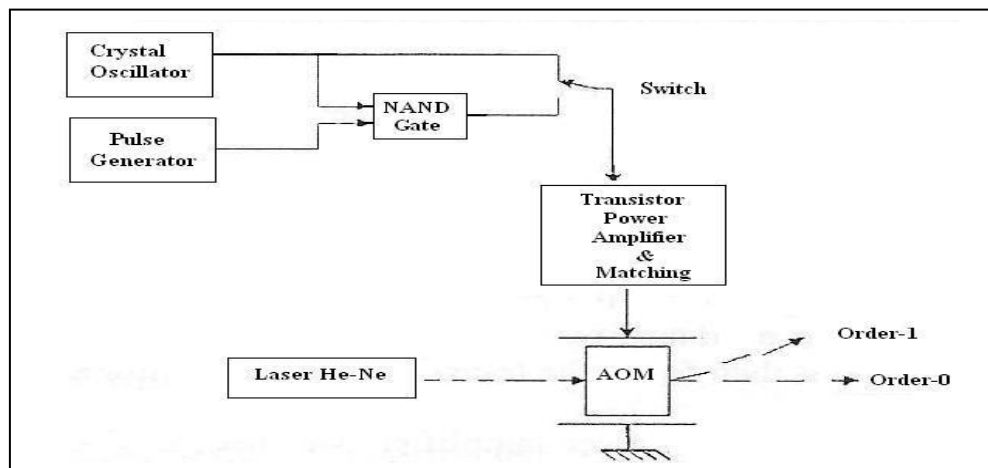 Crystal
Oscillator
Pulse
Generator
NAND
Gate
Switch
Transistor
Power
Amplifier
&
Matching
Laser He-Ne
AOM
Order-1
Order-0